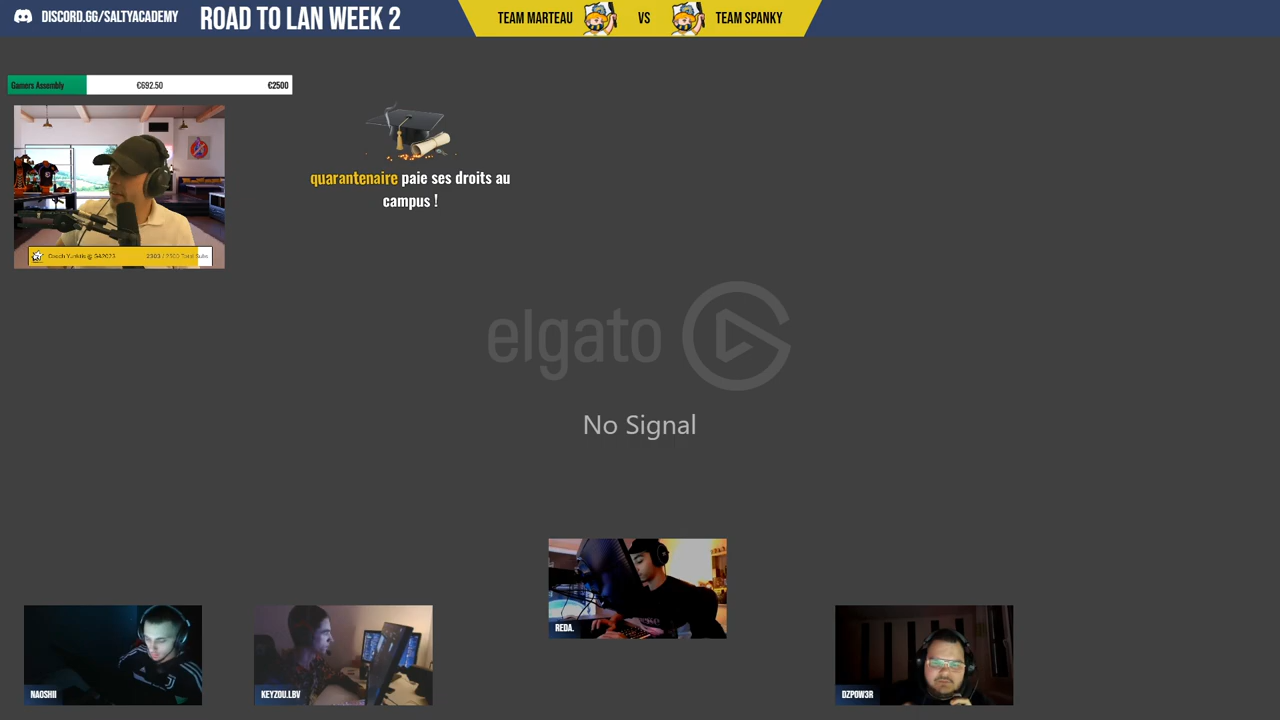 DISCORD.GG/SALTYACADEMY
ROAD TO LAN WEEK 2
TEAM MARTEAU VS TEAM SPANKY
Gamers Assembly €692.50 €2500
quarantenaire paie ses droits au
campus !
elgato
No Signal
REDA.
NAOSHII
KEYZOU.LBV
DZPOW3R